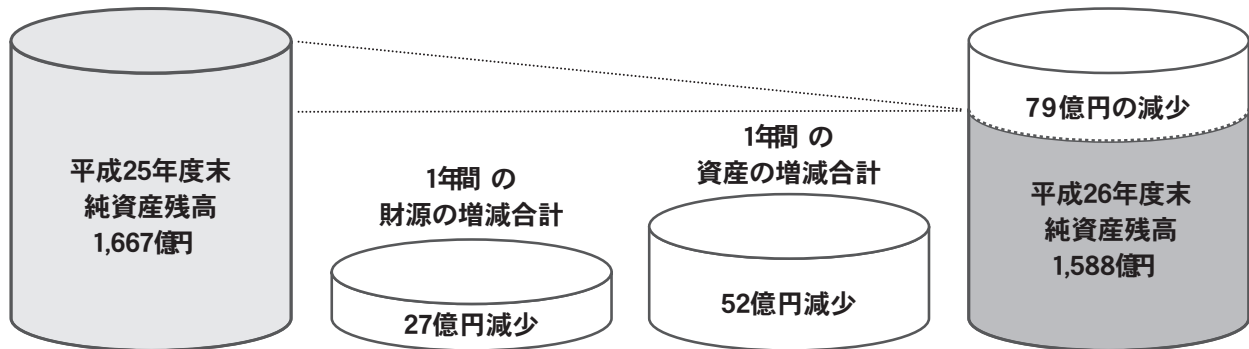 平成25年度末
純資産残高
1,667億円
1年間 の
財源の増減合計
27億円減少
1年間 の
資産の増減合計
52億円減少
79億円の減少
平成26年度末
純資産残高
1,588億円